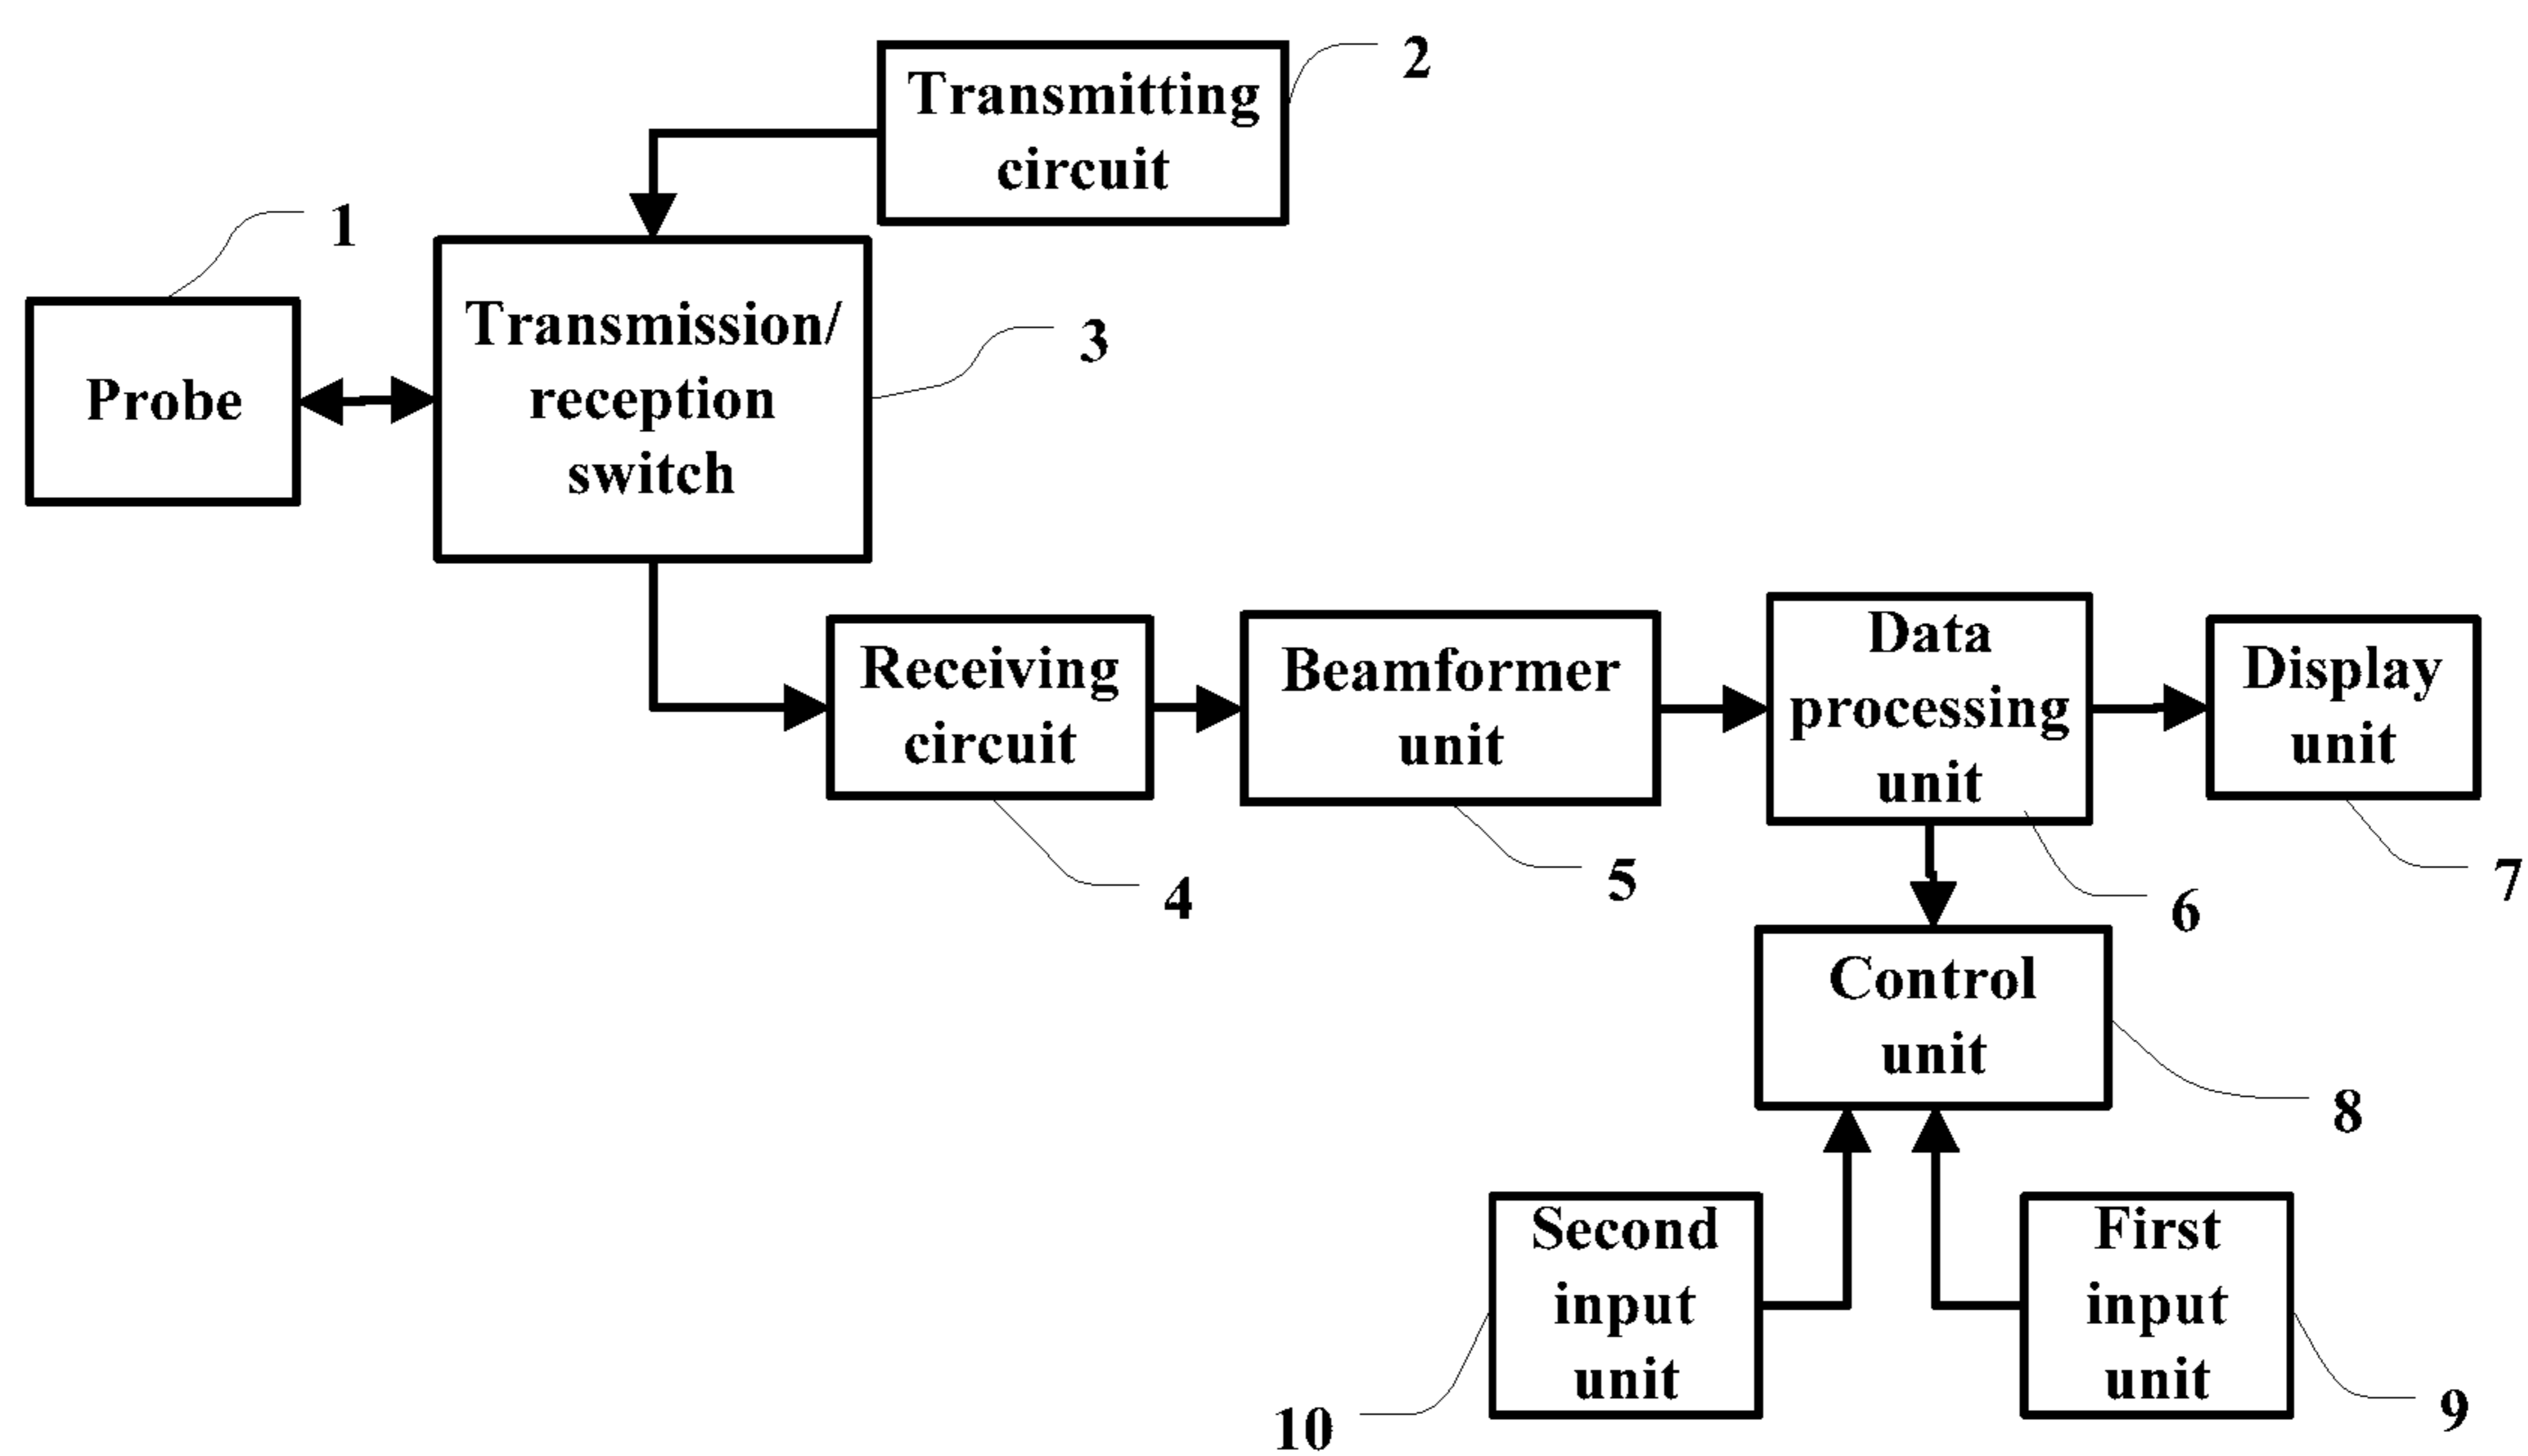 Transmitting
circuit
2
1
Probe
Transmission/
reception
switch
3
Receiving
circuit
4
Beamformer
unit
5
Data
processing
unit
6
Display
unit
7
Control
unit
8
Second
input
unit
10
First
input
unit
9